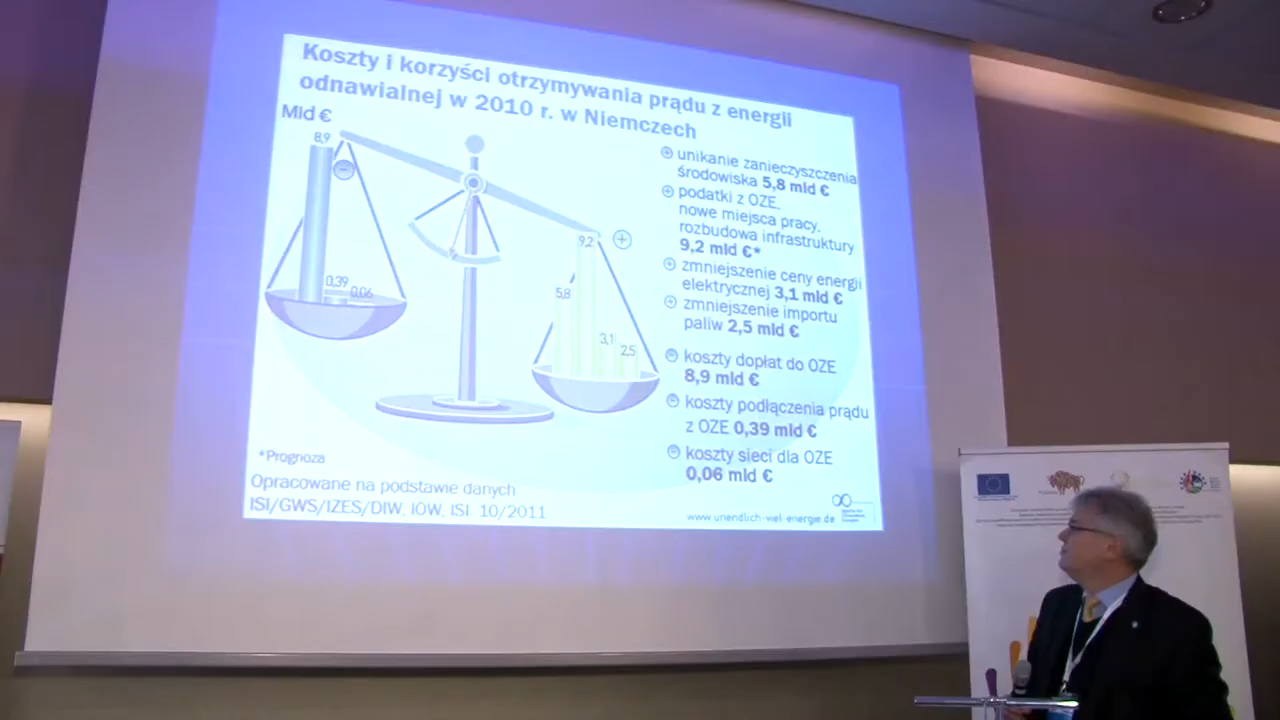 Koszty i korzyści otrzymywania prądu z energii
odnawialnej w 2010 r. w Niemczech
Mld €
8,9
0,39
0,06
5,8
9,2
3,1
2,5
unikanie zanieczyszczenia
środowiska 5,8 mld €
podatki z OZE,
nowe miejsca pracy,
rozbudowa infrastruktury
9,2 mld €*
zmniejszenie ceny energii
elektrycznej 3,1 mld €
zmniejszenie importu
paliw 2,5 mld €
koszty dopłat do OZE
8,9 mld €
koszty podłączenia prądu
z OZE 0,39 mld €
koszty sieci dla OZE
0,06 mld €
*Prognoza
Opracowane na podstawie danych
ISI/GWS/IZES/DIW, IÖW, ISI 10/2011
www.unendlich-viel-energie.de